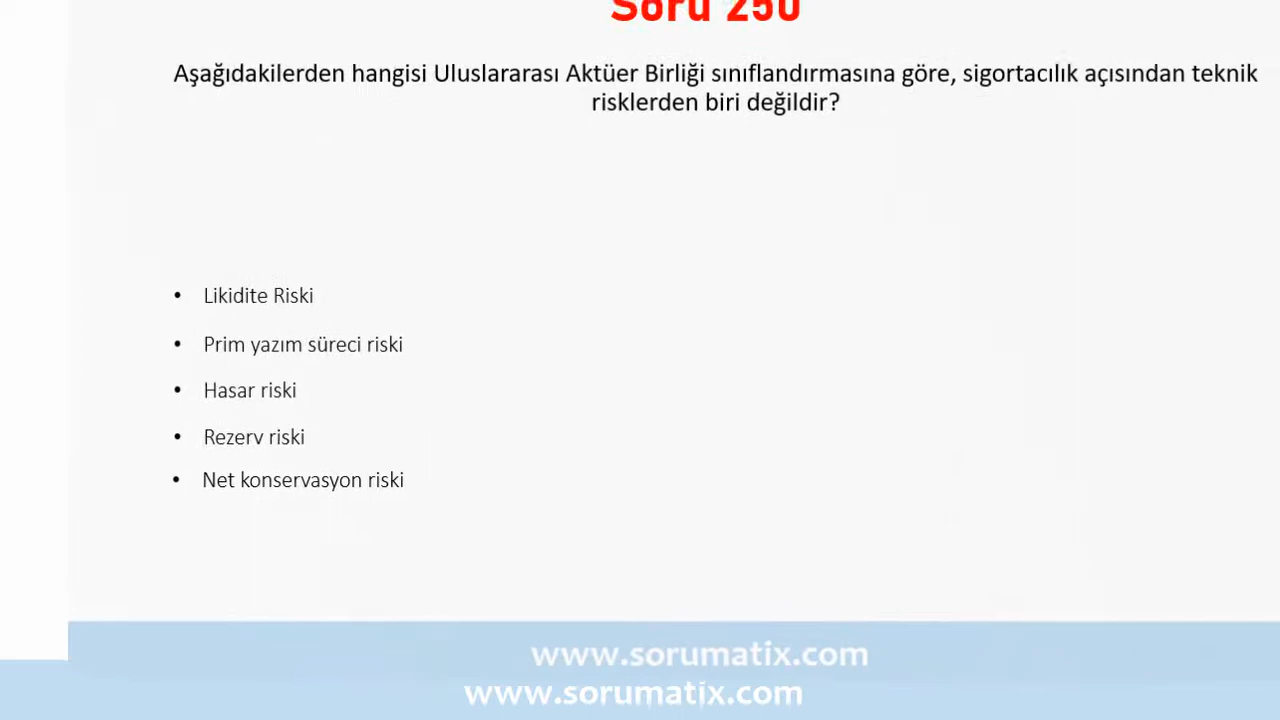 Soru 250
Aşağıdakilerden hangisi Uluslararası Aktüer Birliği sınıflandırmasına göre, sigortacılık açısından teknik
risklerden biri değildir?
• Likidite Riski
• Prim yazım süreci riski
• Hasar riski
• Rezerv riski
• Net konservasyon riski
www.sorumatix.com
www.sorumatix.com